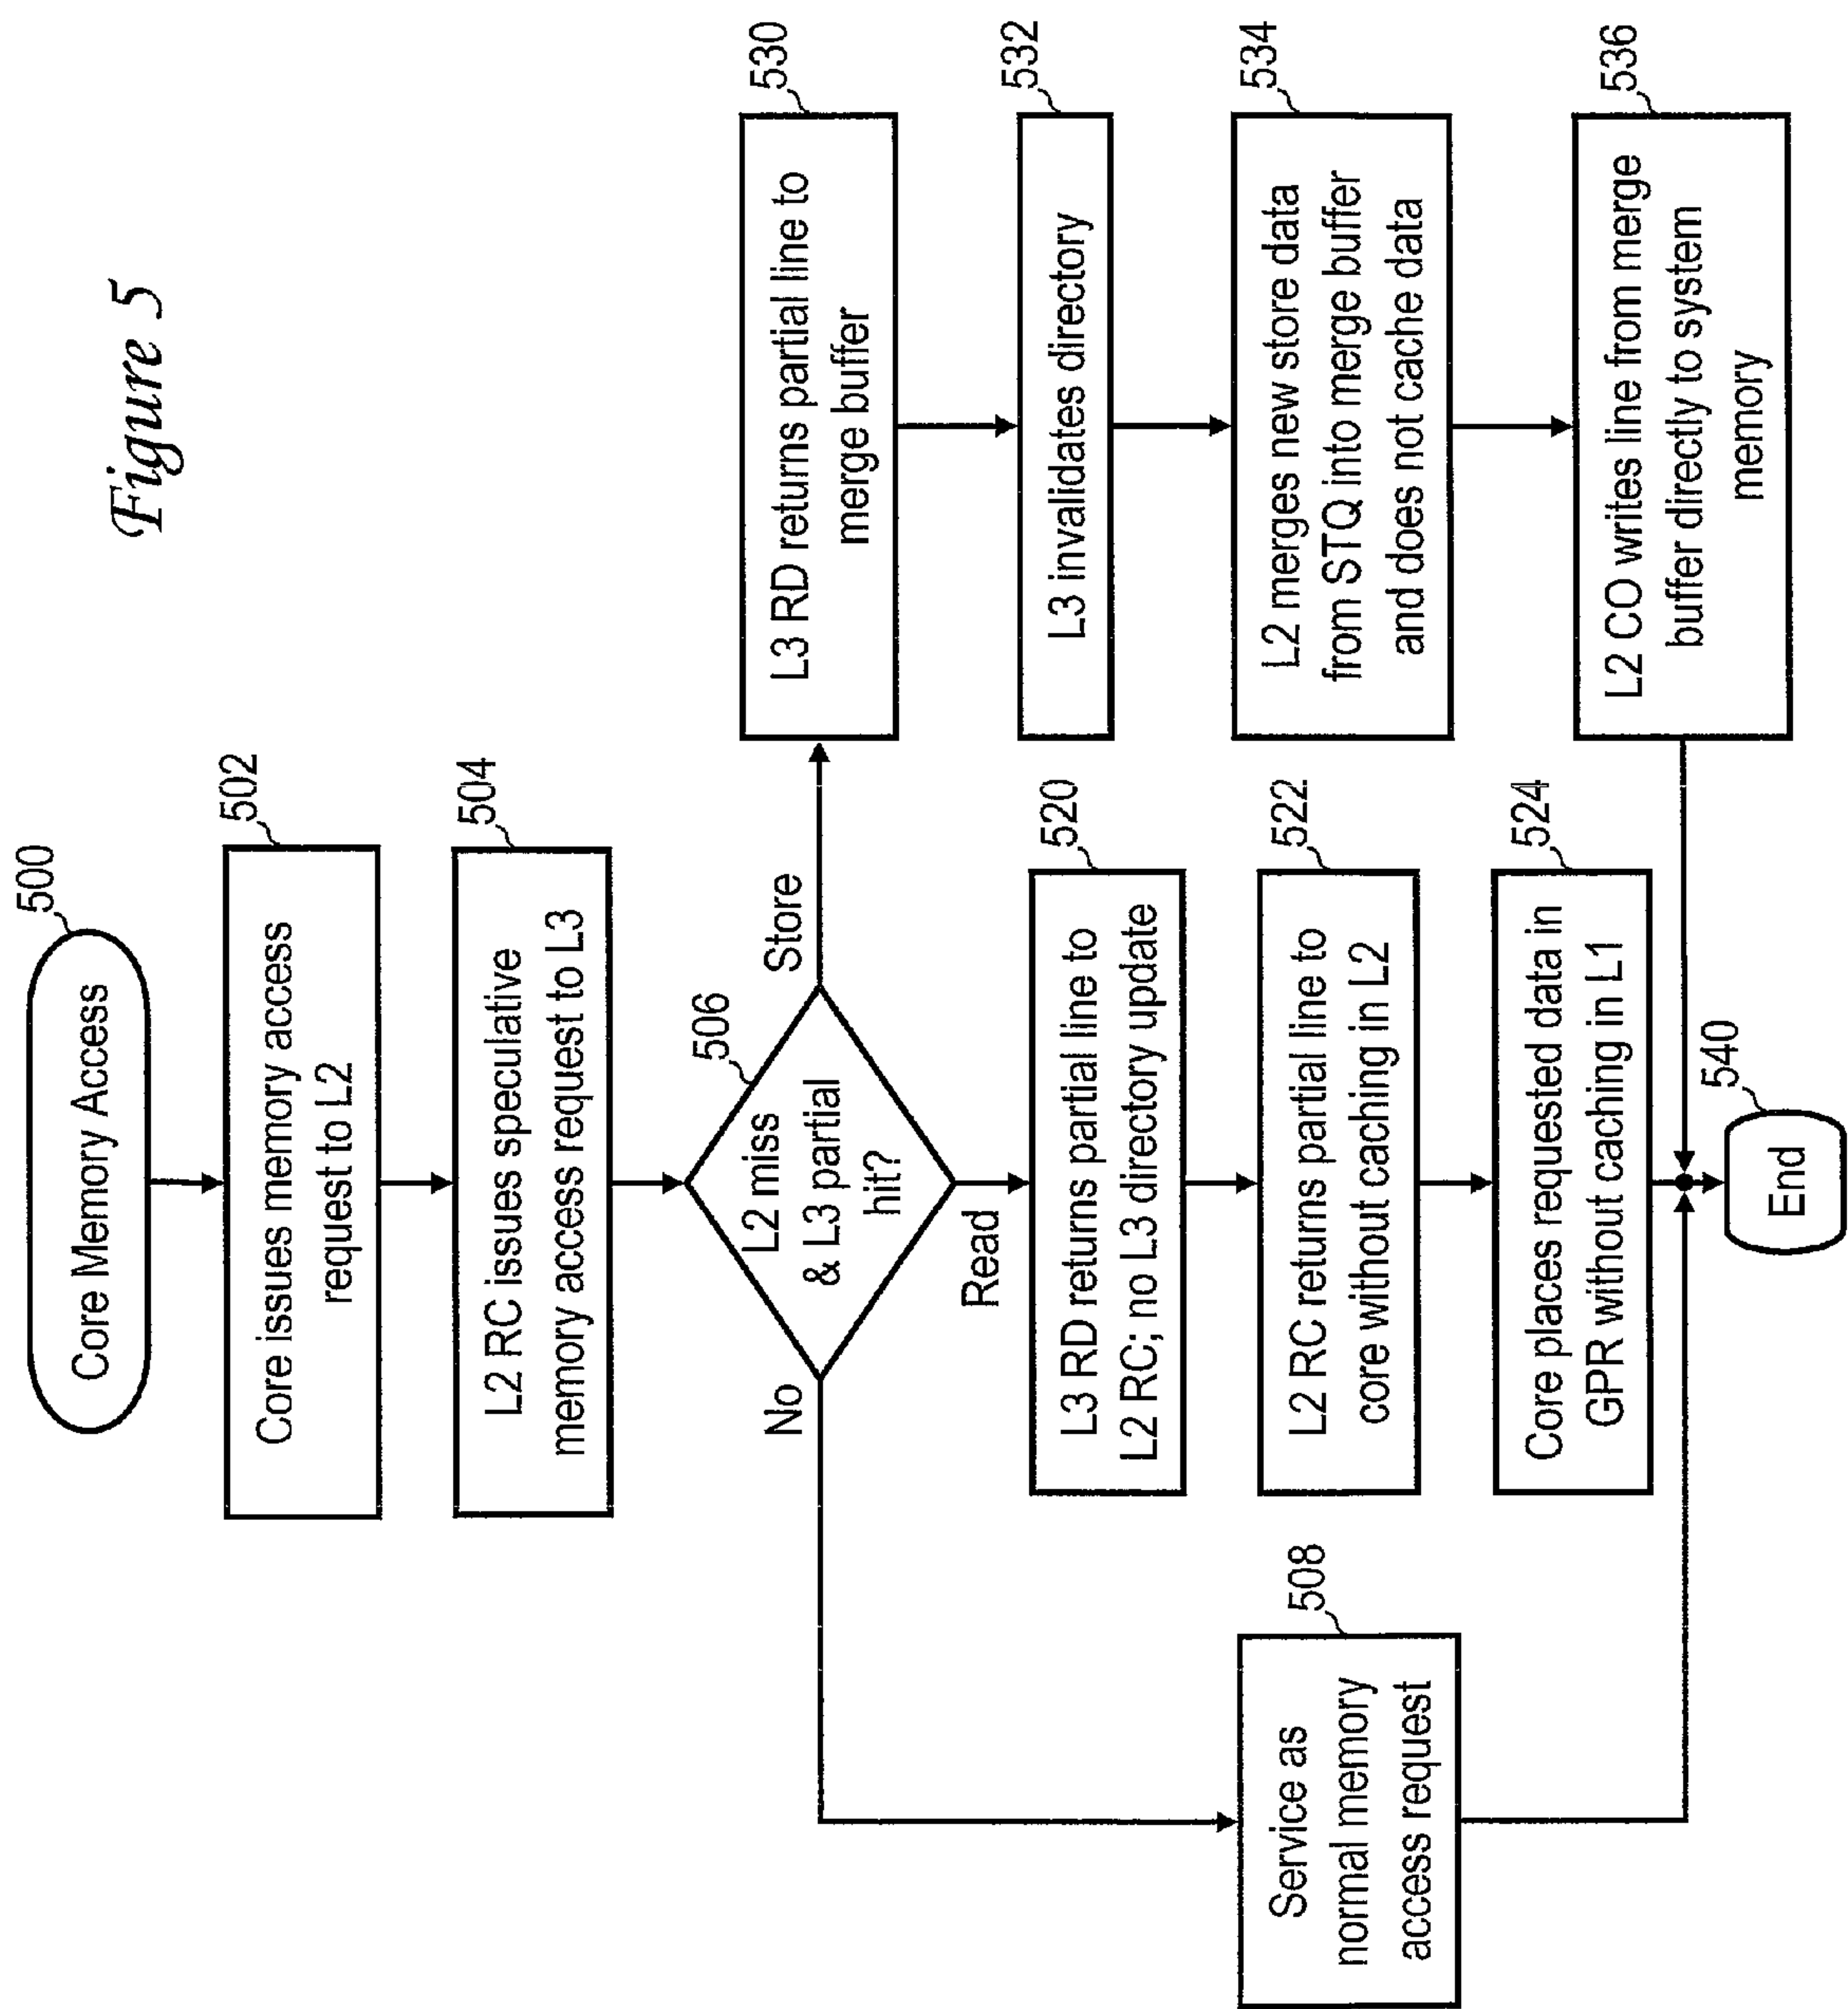 Figure 5
500
Core Memory Access
502
Core issues memory access
request to L2
504
L2 RC issues speculative
memory access request to L3
506
L2 miss
& L3 partial
hit?
No
Read
Store
508
Service as
normal memory
access request
520
L3 RD returns partial line to
L2 RC; no L3 directory update
522
L2 RC returns partial line to
core without caching in L2
524
Core places requested data in
GPR without caching in L1
530
L3 RD returns partial line to
merge buffer
532
L3 invalidates directory
534
L2 merges new store data
from STQ into merge buffer
and does not cache data
536
L2 CO writes line from merge
buffer directly to system
memory
540
End